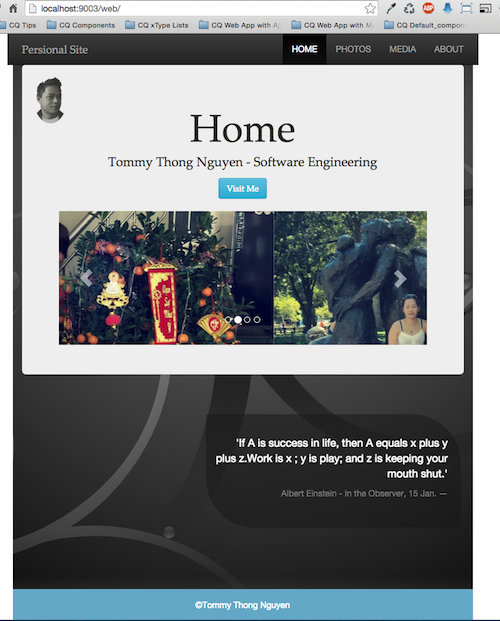 localhost:9003/web/
CQ Tips CQ Components CQ xType Lists CQ Web App with A CQ Web App with M CQ Default_compon
Persional Site HOME PHOTOS MEDIA ABOUT
Home
Tommy Thong Nguyen - Software Engineering
Visit Me
'If A is success in life, then A equals x plus y
plus z.Work is x ; y is play; and z is keeping your
mouth shut.'
Albert Einstein - In the Observer, 15 Jan. —
©Tommy Thong Nguyen